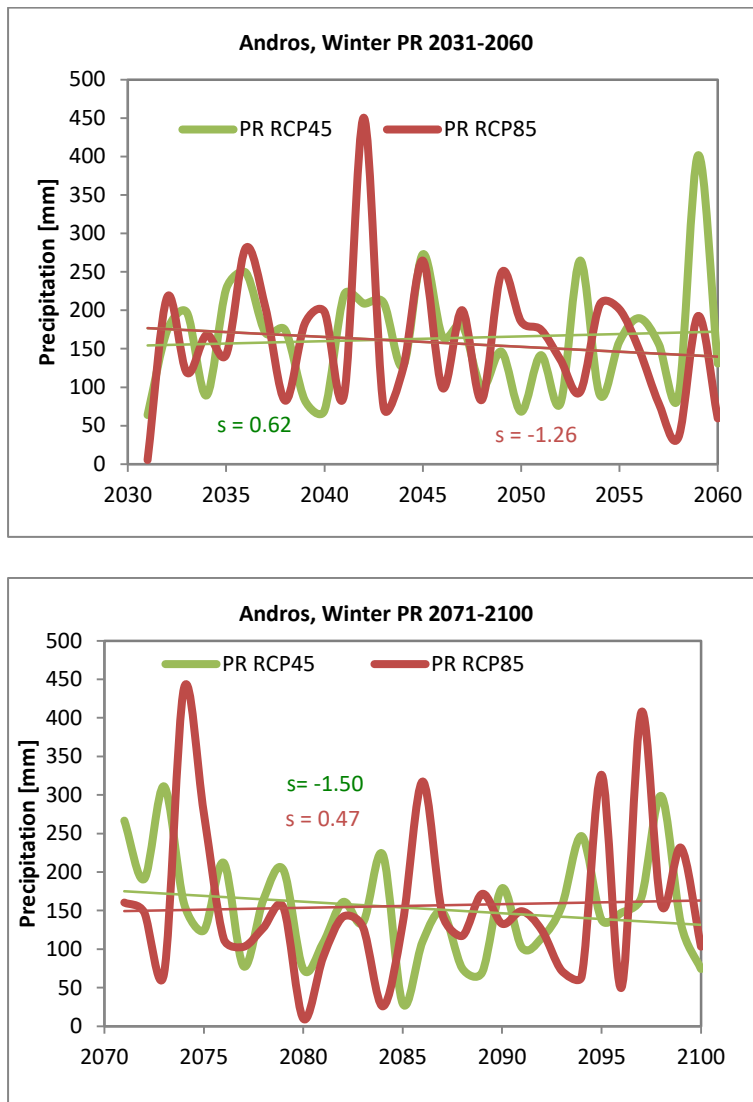 Andros, Winter PR 2031-2060
500
450
400
350
300
250
200
150
100
50
0
Precipitation [mm]
PR RCP45 PR RCP85
s = 0.62
s = -1.26
2030 2035 2040 2045 2050 2055 2060
Andros, Winter PR 2071-2100
500
450
400
350
300
250
200
150
100
50
0
Precipitation [mm]
PR RCP45 PR RCP85
s= -1.50
s = 0.47
2070 2075 2080 2085 2090 2095 2100